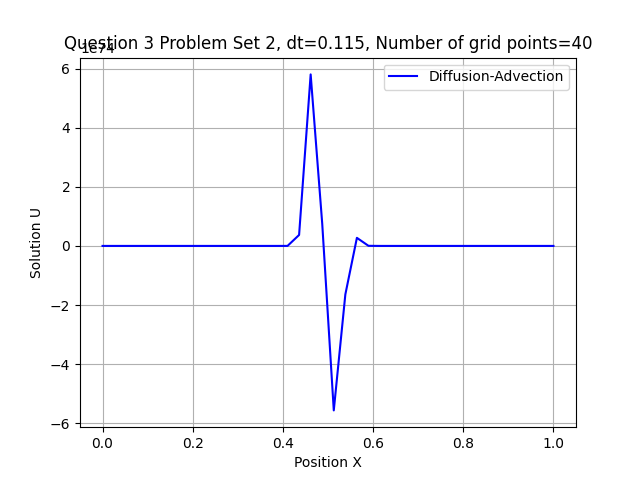 Question 3 Problem Set 2, dt=0.115, Number of grid points=40
1e74
Diffusion-Advection
6
4
2
0
−2
−4
−6
Solution U
0.0 0.2 0.4 0.6 0.8 1.0
Position X